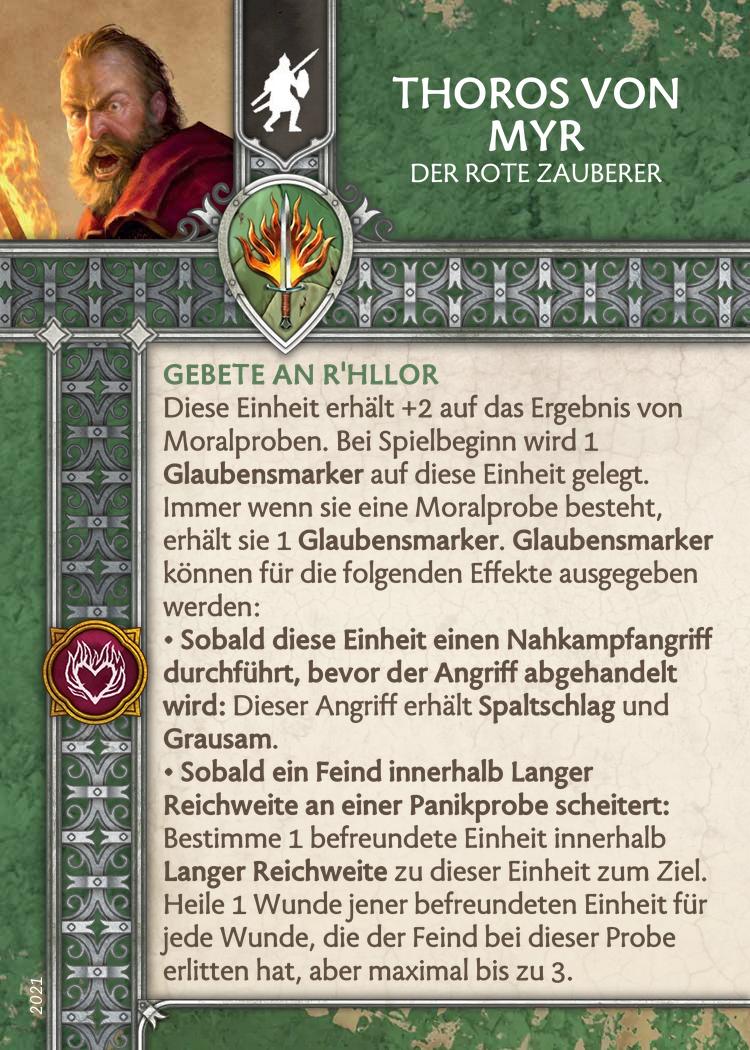 THOROS VON
MYR
DER ROTE ZAUBERER
GEBETE AN R'HLLOR
Diese Einheit erhält +2 auf das Ergebnis von
Moralproben. Bei Spielbeginn wird 1
Glaubensmarker auf diese Einheit gelegt.
Immer wenn sie eine Moralprobe besteht,
erhält sie 1 Glaubensmarker. Glaubensmarker
können für die folgenden Effekte ausgegeben
werden:
• Sobald diese Einheit einen Nahkampfangriff
durchführt, bevor der Angriff abgehandelt
wird: Dieser Angriff erhält Spaltschlag und
Grausam.
• Sobald ein Feind innerhalb Langer
Reichweite an einer Panikprobe scheitert:
Bestimme 1 befreundete Einheit innerhalb
Langer Reichweite zu dieser Einheit zum Ziel.
Heile 1 Wunde jener befreundeten Einheit für
jede Wunde, die der Feind bei dieser Probe
erlitten hat, aber maximal bis zu 3.
2021